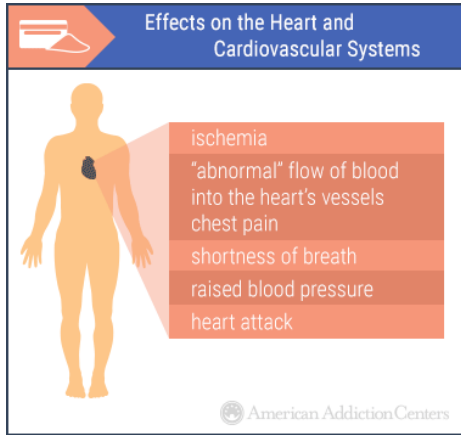 Effects on the Heart and
Cardiovascular Systems
ischemia
“abnormal” flow of blood
into the heart's vessels
chest pain
shortness of breath
raised blood pressure
heart attack
American Addiction Centers